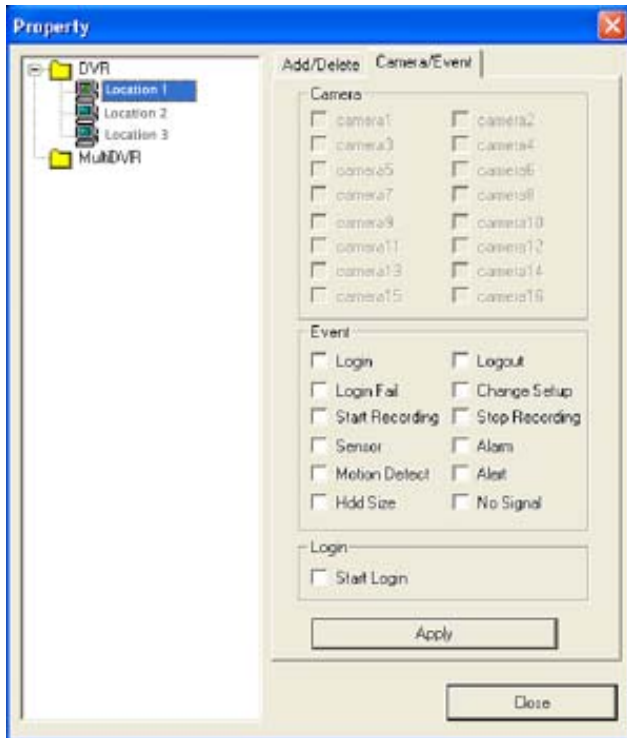 Property
DVR
Location 1
Location 2
Location 3
MultiDVR
Add/Delete Camera/Event
Camera
camera1 camera2
camera3 camera4
camera5 camera6
camera7 camera8
camera9 camera10
camera11 camera12
camera13 camera14
camera15 camera16
Event
Login Logout
Login Fail Change Setup
Start Recording Stop Recording
Sensor Alarm
Motion Detect Alert
Hdd Size No Signal
Login
Start Login
Apply
Close